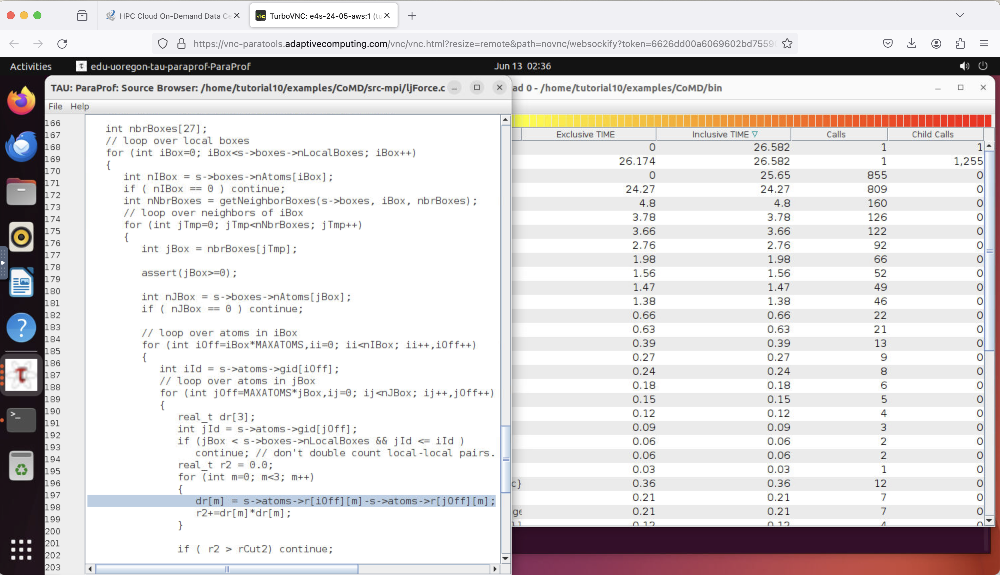 HPC Cloud On-Demand Data Ce
TurboVNC: e4s-24-05-aws:1 (tu
https://vnc-paratools.adaptivecomputing.com/vnc/vnc.html?resize=remote&path=novnc/websockify?token=6626dd00a6069602bd7559
Activities
edu-uoregon-tau-paraprof-ParaProf
Jun 13 02:36
TAU: ParaProf: Source Browser: /home/tutorial10/examples/CoMD/src-mpi/ljForce.c
File Help
166
167
168
169
170
171
172
173
174
175
176
177
178
179
180
181
182
183
184
185
186
187
188
189
190
191
192
193
194
195
196
197
198
199
200
201
202
203
int nbrBoxes[27];
// loop over local boxes
for (int iBox=0; iBox<s->boxes->nLocalBoxes; iBox++)
{
int nIBox = s->boxes->nAtoms[iBox];
if ( nIBox == 0 ) continue;
int nNbrBoxes = getNeighborBoxes(s->boxes, iBox, nbrBoxes);
// loop over neighbors of iBox
for (int jTmp=0; jTmp<nNbrBoxes; jTmp++)
{
int jBox = nbrBoxes[jTmp];
assert(jBox>=0);
int nJBox = s->boxes->nAtoms[jBox];
if ( nJBox == 0 ) continue;
// loop over atoms in iBox
for (int iOff=iBox*MAXATOMS,ii=0; ii<nIBox; ii++,iOff++)
{
int iId = s->atoms->gid[iOff];
// loop over atoms in jBox
for (int jOff=MAXATOMS*jBox,ij=0; ij<nJBox; ij++,jOff++)
{
real_t dr[3];
int jId = s->atoms->gid[jOff];
if (jBox < s->boxes->nLocalBoxes && jId <= iId )
continue; // don't double count local-local pairs.
real_t r2 = 0.0;
for (int m=0; m<3; m++)
{
dr[m] = s->atoms->r[iOff][m]-s->atoms->r[jOff][m];
r2+=dr[m]*dr[m];
}
if ( r2 > rCut2) continue;
ad 0 - /home/tutorial10/examples/CoMD/bin
Exclusive TIME Inclusive TIME Calls Child Calls
0 26.582 1 1
26.174 26.582 1 1,255
0 25.65 855 0
24.27 24.27 809 0
4.8 4.8 160 0
3.78 3.78 126 0
3.66 3.66 122 0
2.76 2.76 92 0
1.98 1.98 66 0
1.56 1.56 52 0
1.47 1.47 49 0
1.38 1.38 46 0
0.66 0.66 22 0
0.63 0.63 21 0
0.39 0.39 13 0
0.27 0.27 9 0
0.24 0.24 8 0
0.18 0.18 6 0
0.15 0.15 5 0
0.12 0.12 4 0
0.09 0.09 3 0
0.06 0.06 2 0
0.06 0.06 2 0
0.03 0.03 1 0
c} 0.36 0.36 12 0
0.21 0.21 7 0
ge 0.21 0.21 7 0
0.12 0.12 4 0